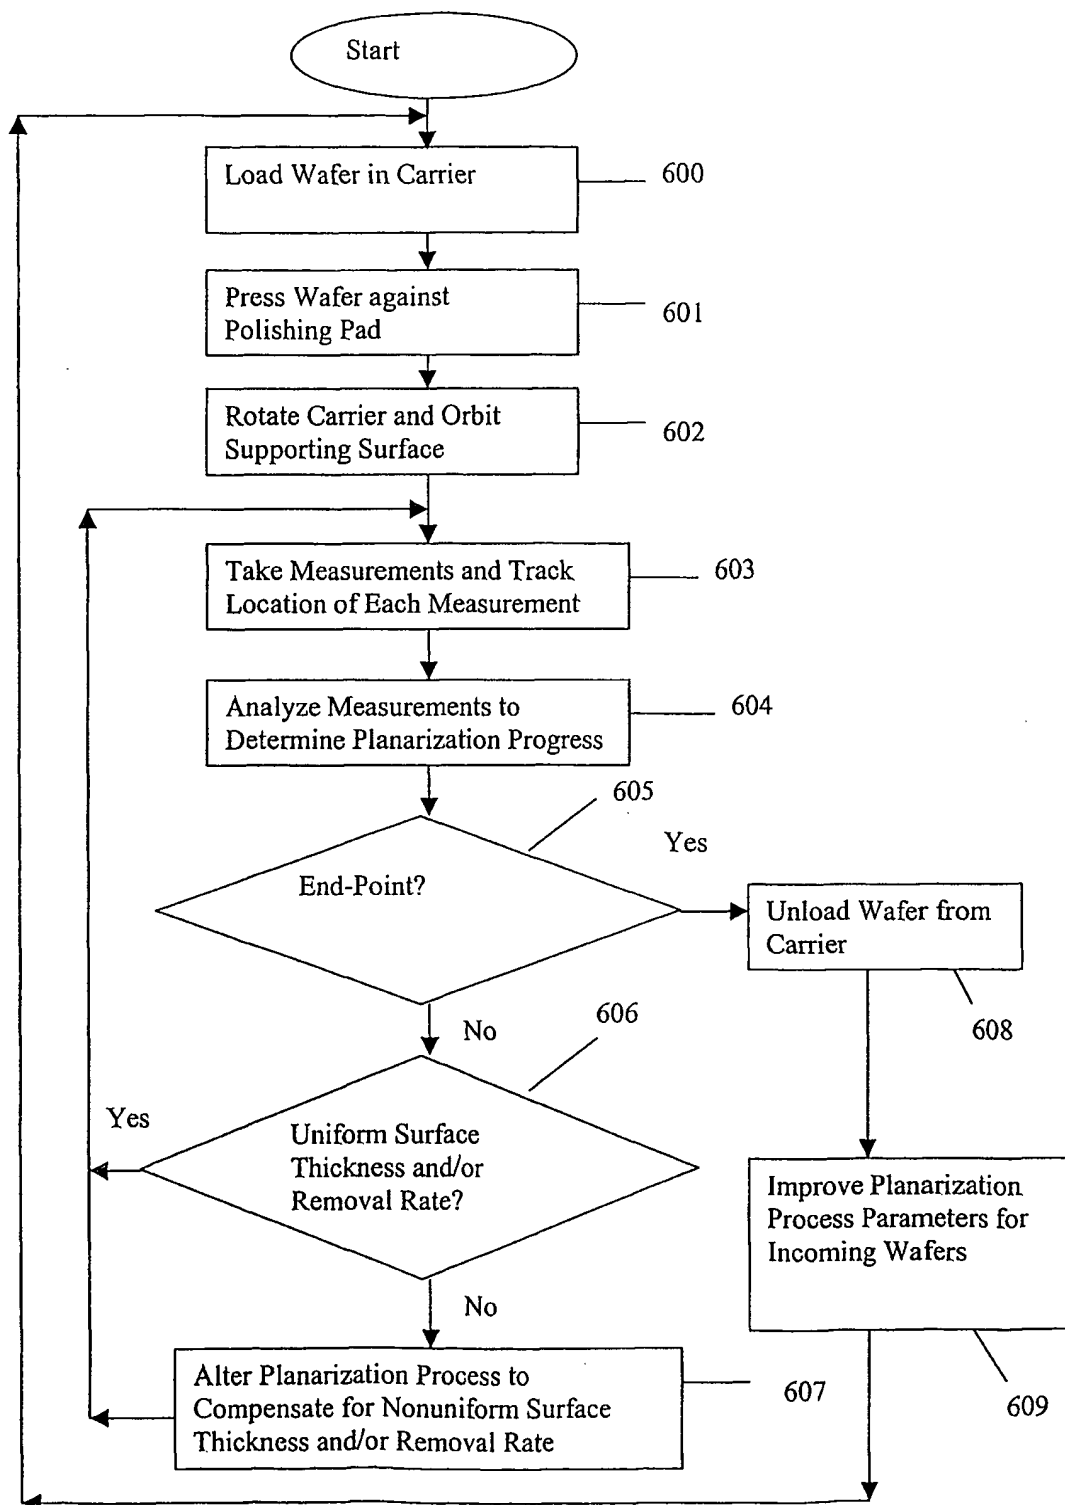 Start
Load Wafer in Carrier
600
Press Wafer against
Polishing Pad
601
Rotate Carrier and Orbit
Supporting Surface
602
Take Measurements and Track
Location of Each Measurement
603
Analyze Measurements to
Determine Planarization Progress
604
605
End-Point?
Yes
Unload Wafer from
Carrier
608
No
606
Uniform Surface
Thickness and/or
Removal Rate?
Yes
Improve Planarization
Process Parameters for
Incoming Wafers
609
No
Alter Planarization Process to
Compensate for Nonuniform Surface
Thickness and/or Removal Rate
607